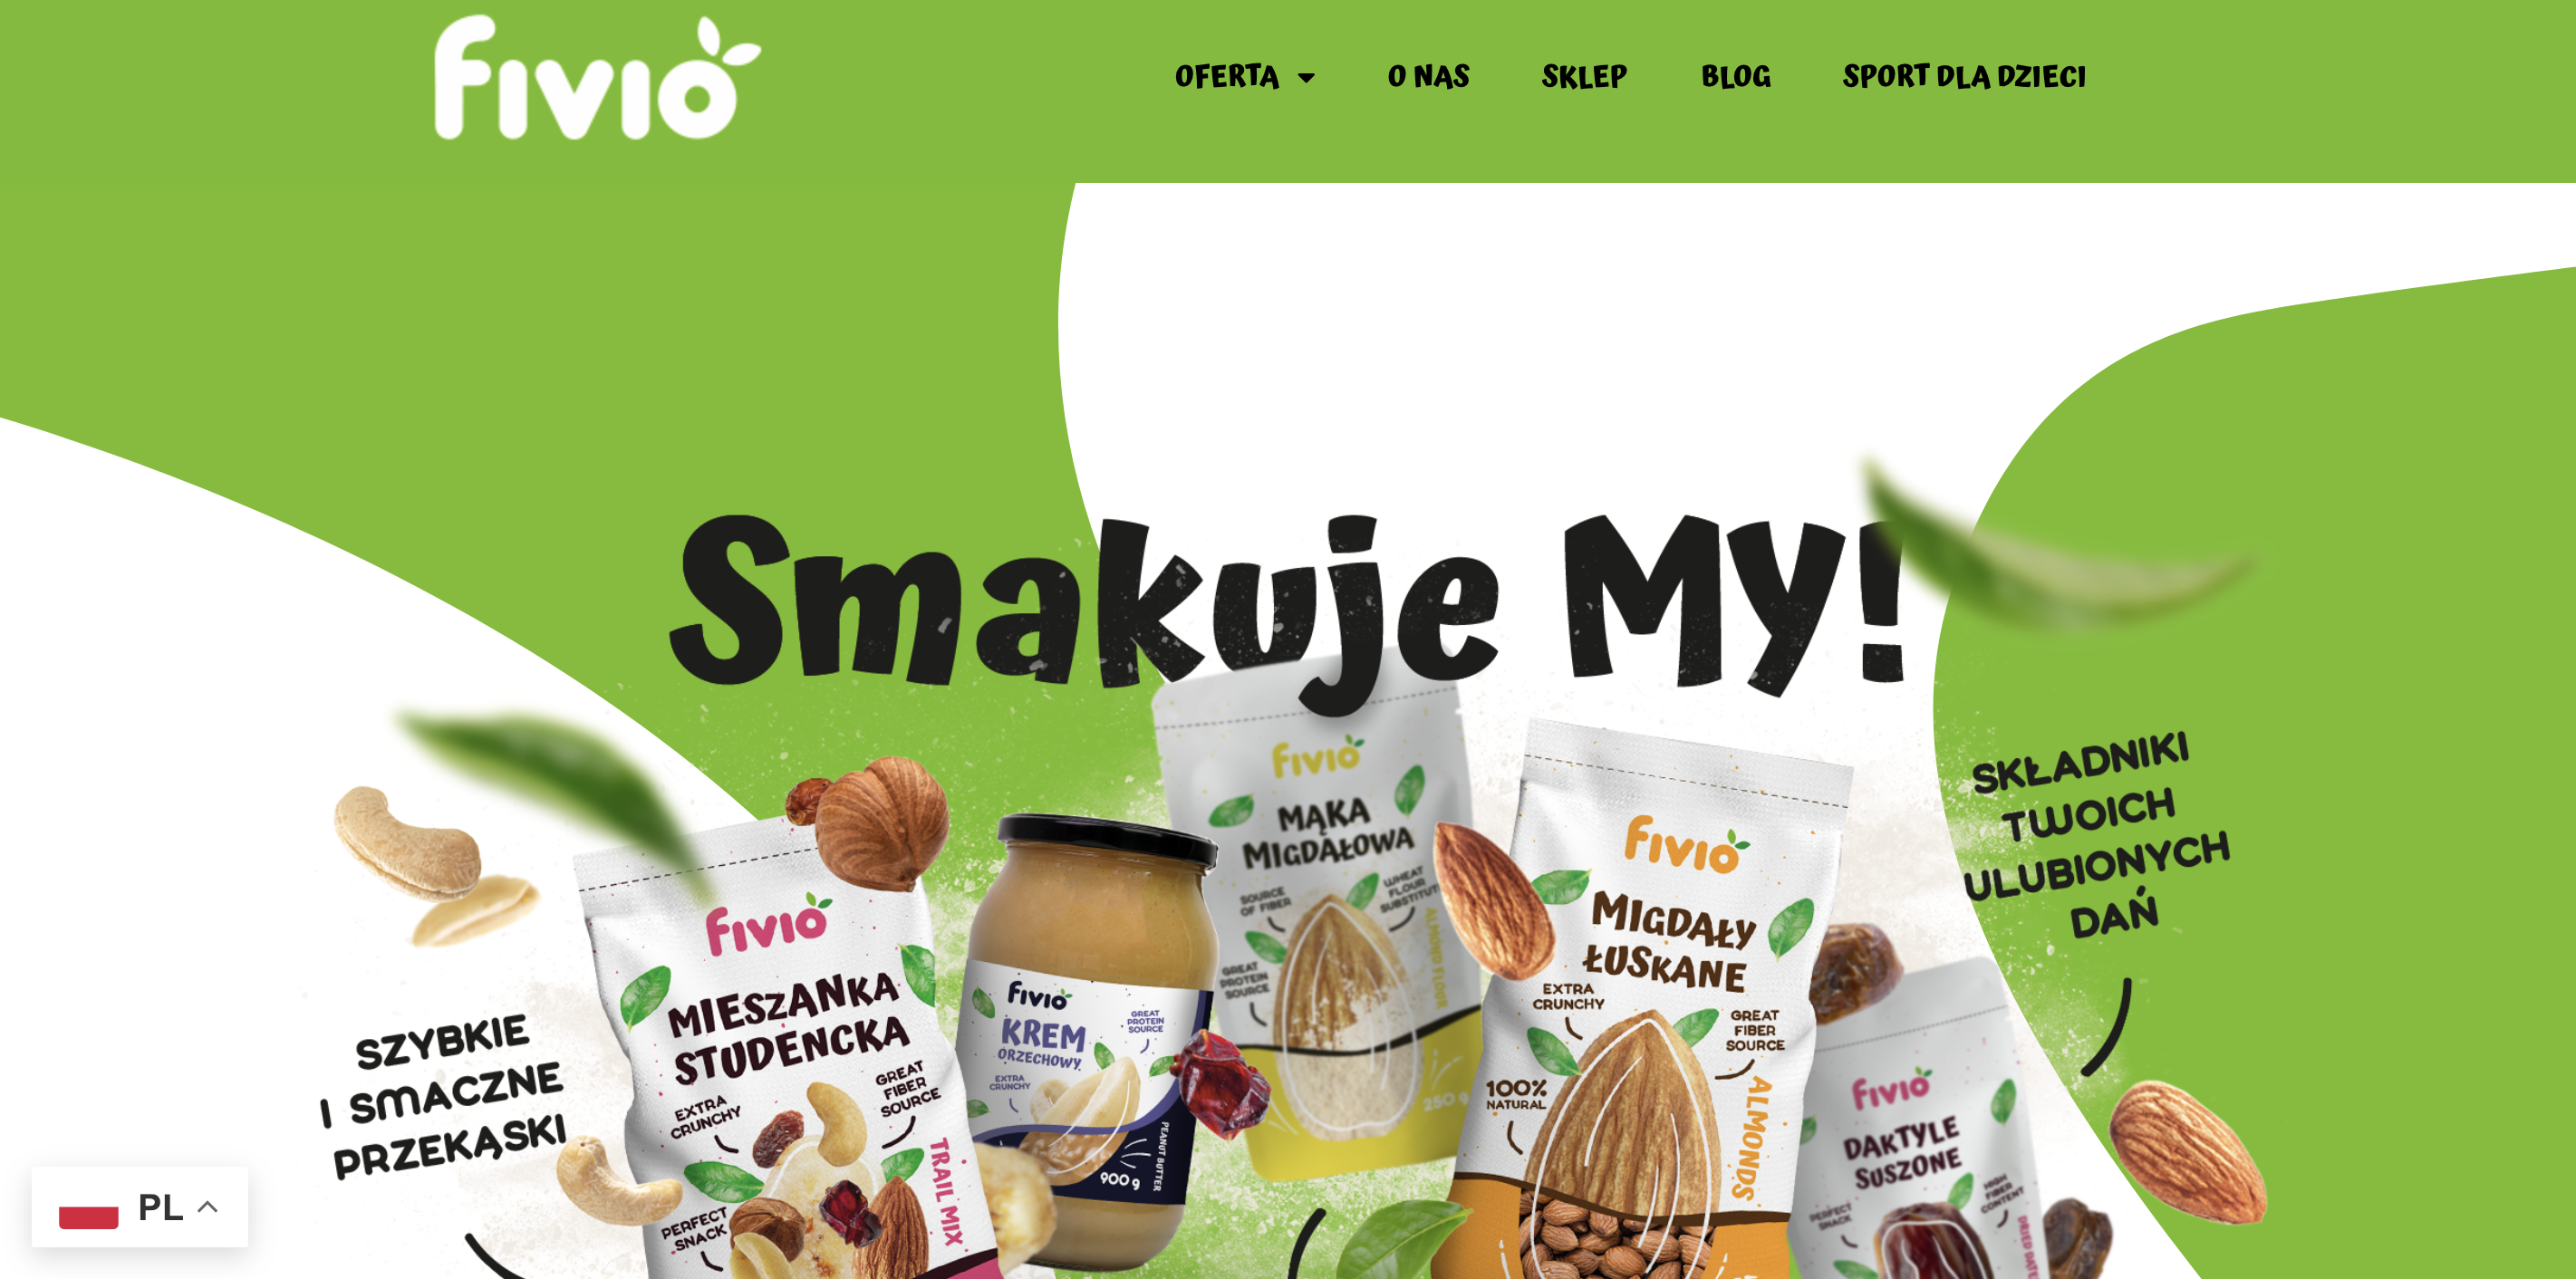 Fivio
OFERTA
O NAS
SKLEP
BLOG
SPORT DLA DZIECI
Smakuje MY!
SKŁADNIKI
TWOICH
ULUBIONYCH
DAŃ
SZYBKIE
I SMACZNE
PRZEKĄSKI
Fivio
MIESZANKA
STUDENCKA
EXTRA
CRUNCHY
GREAT
FIBER
SOURCE
PERFECT
SNACK
TRAIL MIX
Fivio
KREM
ORZECHOWY
GREAT
PROTEIN
SOURCE
EXTRA
CRUNCHY
900 g
PEANUT BUTTER
Fivio
MĄKA
MIGDAŁOWA
SOURCE
OF FIBER
WHEAT
FLOUR
SUBSTITUTE
GREAT
PROTEIN
SOURCE
ALMOND FLOUR
250 g
Fivio
MIGDAŁY
ŁUSKANE
EXTRA
CRUNCHY
GREAT
FIBER
SOURCE
100%
NATURAL
ALMONDS
Fivio
DAKTYLE
SUSZONE
HIGH
FIBER
CONTENT
PERFECT
SNACK
DRIED DATES
PL